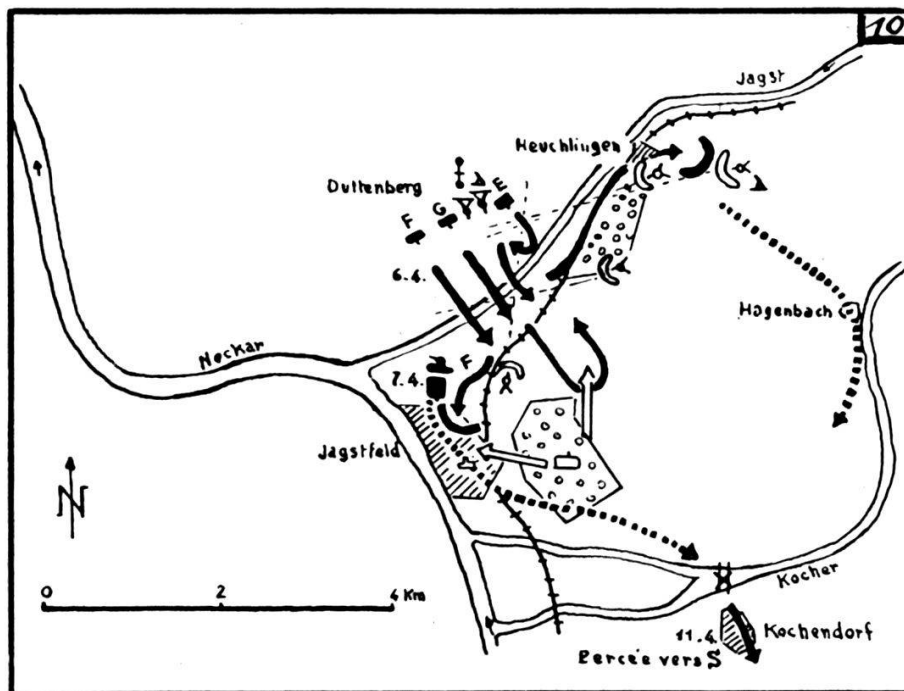 10
Jagst
Heuchlingen
Duttenberg
F G E
6.4.
Hagenbach
Neckar
F
7.4.
Jagstfeld
N
0 2 4 Km
Kocher
11.4. Kochendorf
Percée vers S